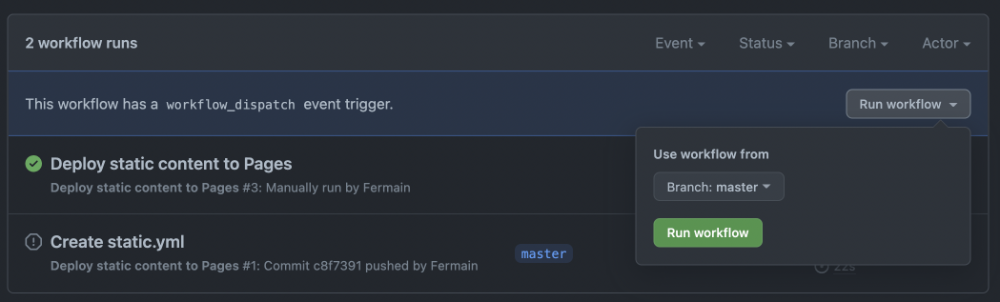 2 workflow runs Event Status Branch Actor
This workflow has a workflow_dispatch event trigger. Run workflow
Use workflow from
Branch: master
Run workflow
Deploy static content to Pages
Deploy static content to Pages #3: Manually run by Fermain
Create static.yml
Deploy static content to Pages #1: Commit c8f7391 pushed by Fermain
master
22s